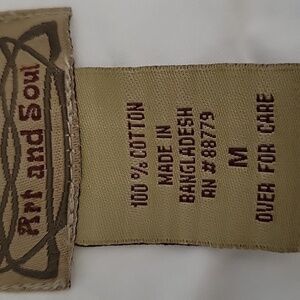 Art and Soul
100 % COTTON
MADE IN
BANGLADESH
RN # 88779
M
OVER FOR CARE